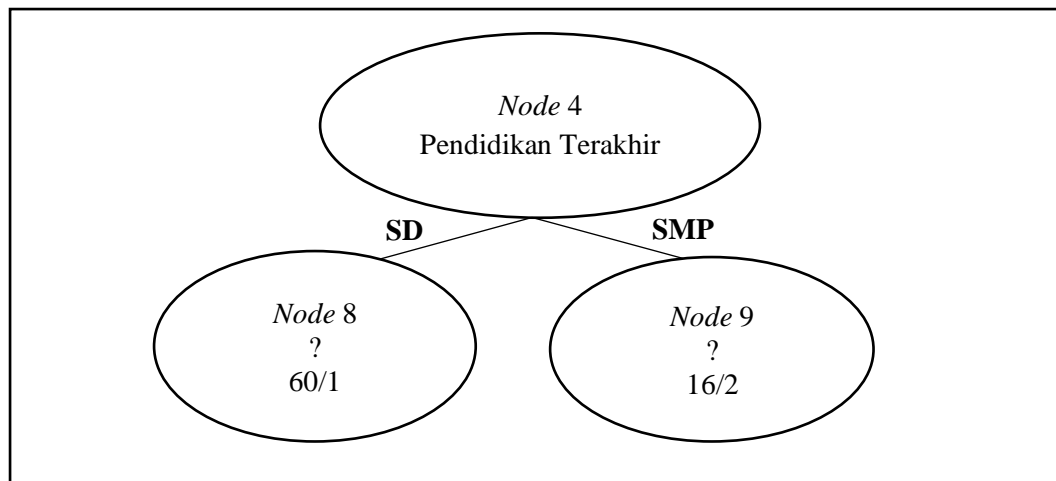 Node 4
Pendidikan Terakhir
SD
SMP
Node 8
?
60/1
Node 9
?
16/2